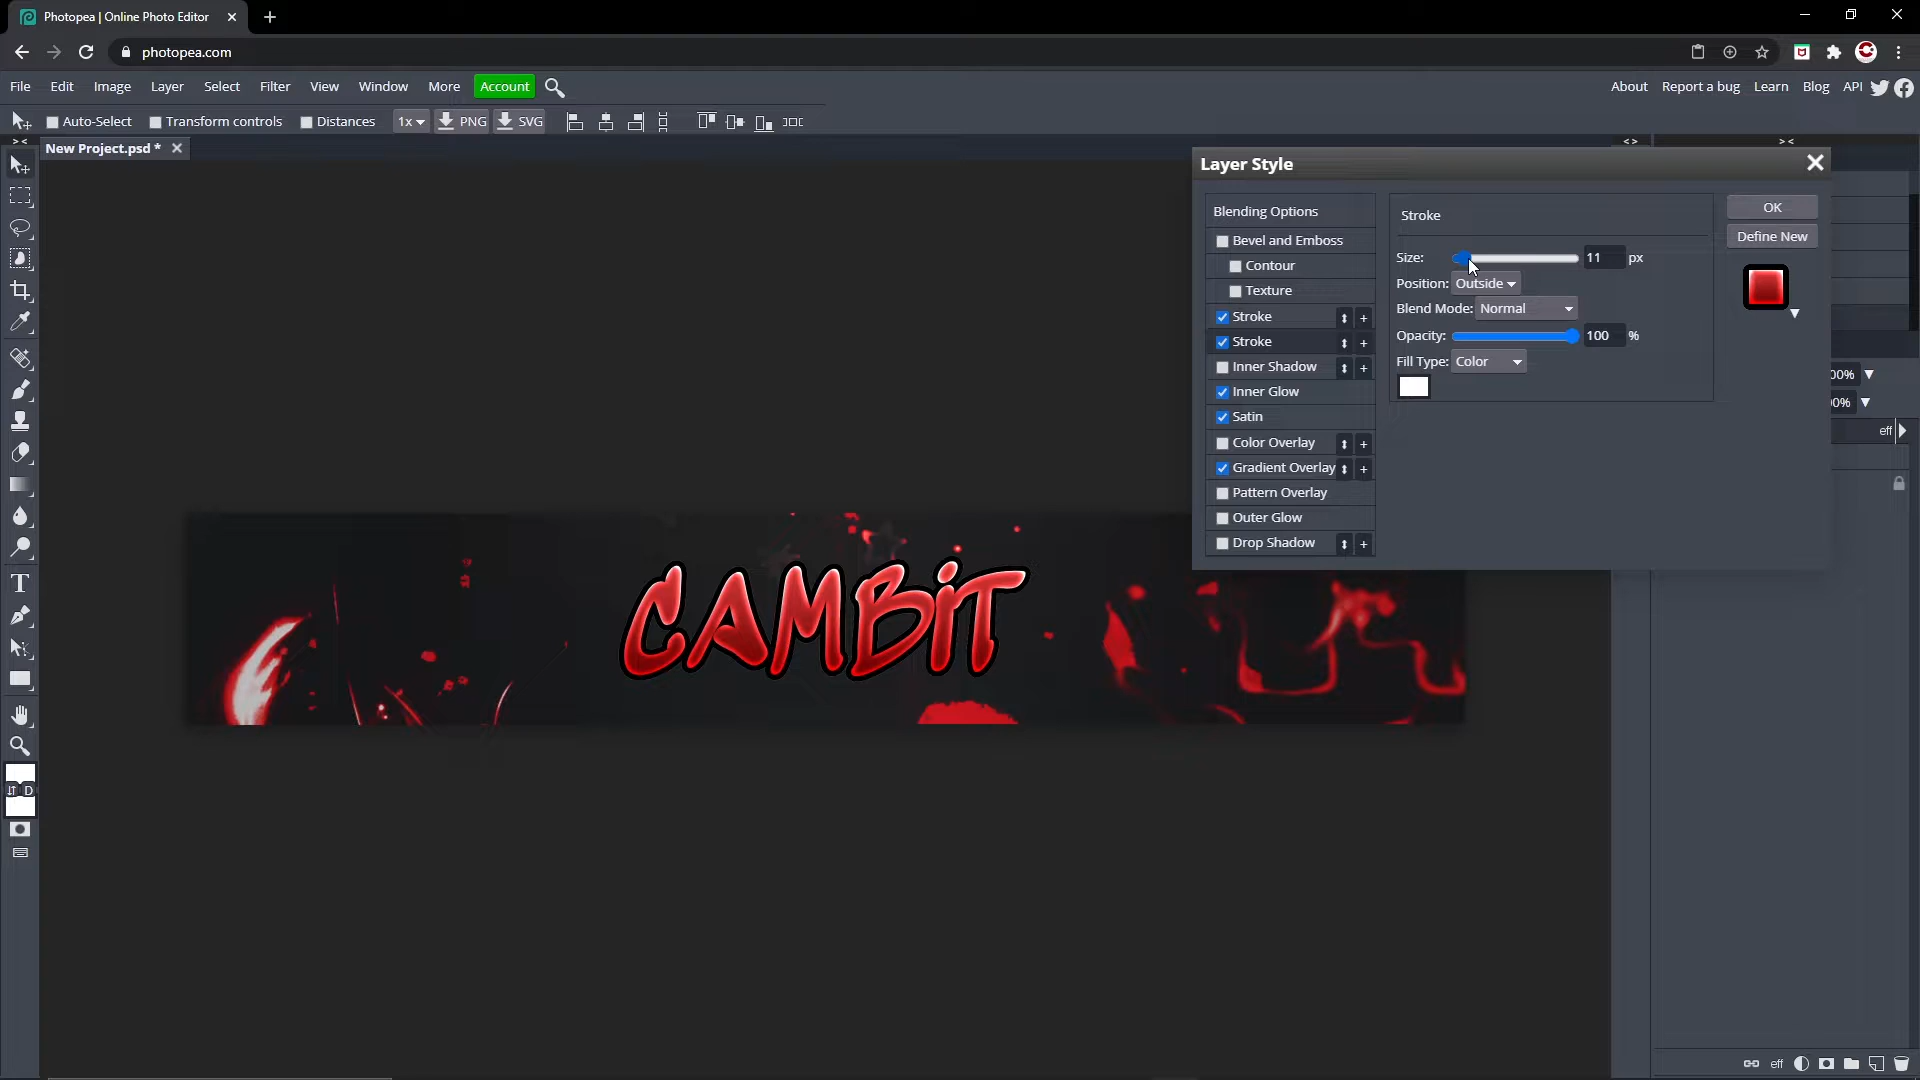 Photopea | Online Photo Editor
photopea.com
File Edit Image Layer Select Filter View Window More Account
About Report a bug Learn Blog API
Auto-Select Transform controls Distances 1x PNG SVG
New Project.psd *
Layer Style
Blending Options
Bevel and Emboss
Contour
Texture
Stroke
Stroke
Inner Shadow
Inner Glow
Satin
Color Overlay
Gradient Overlay
Pattern Overlay
Outer Glow
Drop Shadow
Stroke
Size: 11 px
Position: Outside
Blend Mode: Normal
Opacity: 100 %
Fill Type: Color
OK
Define New
00%
00%
eff
CAMBiT
T
D
eff